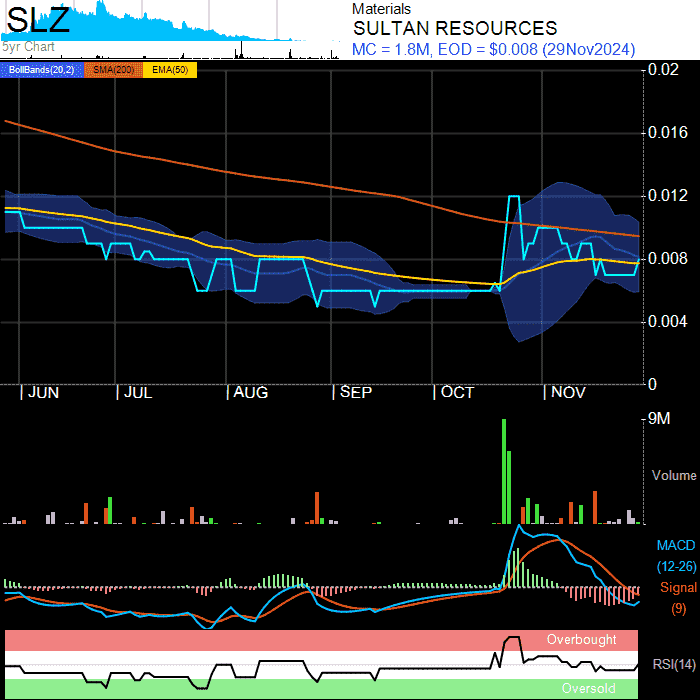 SLZ
5yr Chart
Materials
SULTAN RESOURCES
MC = 1.8M, EOD = $0.008 (29Nov2024)
BollBands(20,2) SMA(200) EMA(50)
0.02
0.016
0.012
0.008
0.004
0
JUN JUL AUG SEP OCT NOV
9M
Volume
MACD
(12-26)
Signal
(9)
Overbought
RSI(14)
Oversold